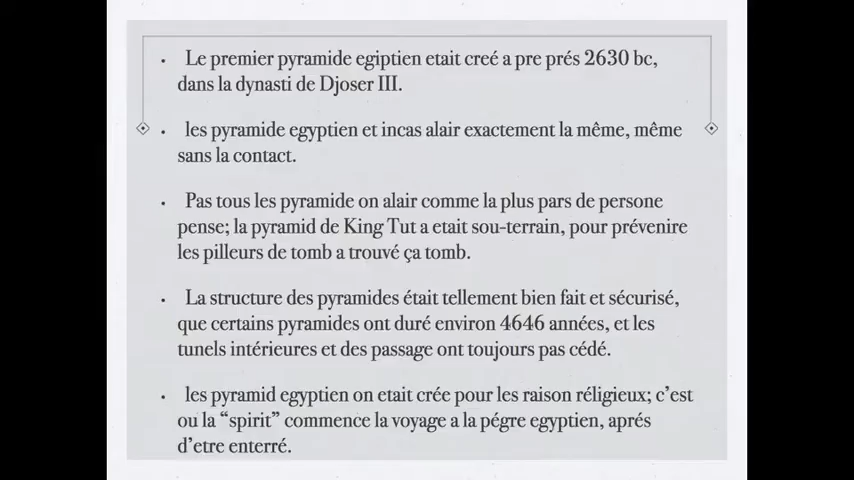 • Le premier pyramide egiptien etait creé a pre prés 2630 bc,
dans la dynasti de Djoser III.
• les pyramide egyptien et incas alair exactement la même, même
sans la contact.
• Pas tous les pyramide on alair comme la plus pars de persone
pense; la pyramid de King Tut a etait sou-terrain, pour prévenire
les pilleurs de tomb a trouvé ça tomb.
• La structure des pyramides était tellement bien fait et sécurisé,
que certains pyramides ont duré environ 4646 années, et les
tunels intérieures et des passage ont toujours pas cédé.
• les pyramid egyptien on etait crée pour les raison réligieux; c’est
ou la “spirit” commence la voyage a la pégre egyptien, aprés
d’etre enterré.